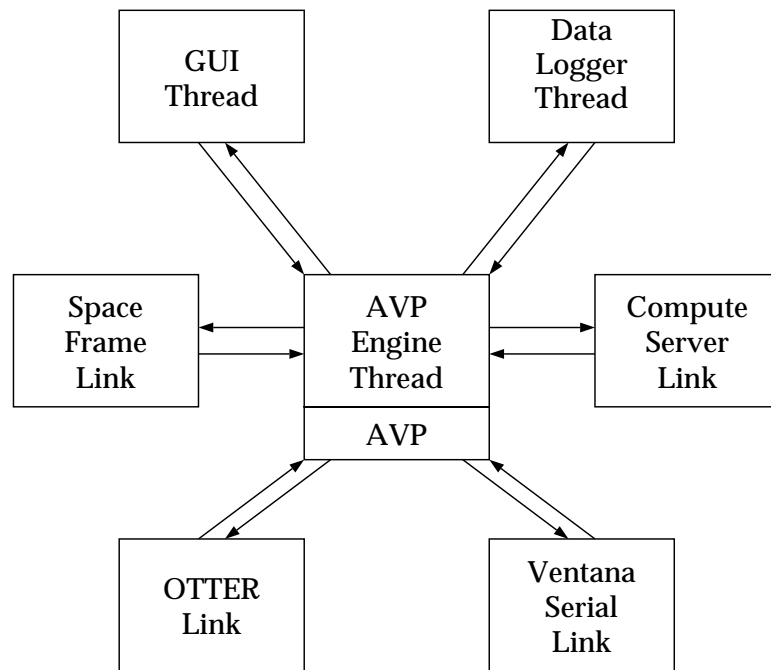 GUI
Thread
Data
Logger
Thread
Space
Frame
Link
AVP
Engine
Thread
Compute
Server
Link
AVP
OTTER
Link
Ventana
Serial
Link